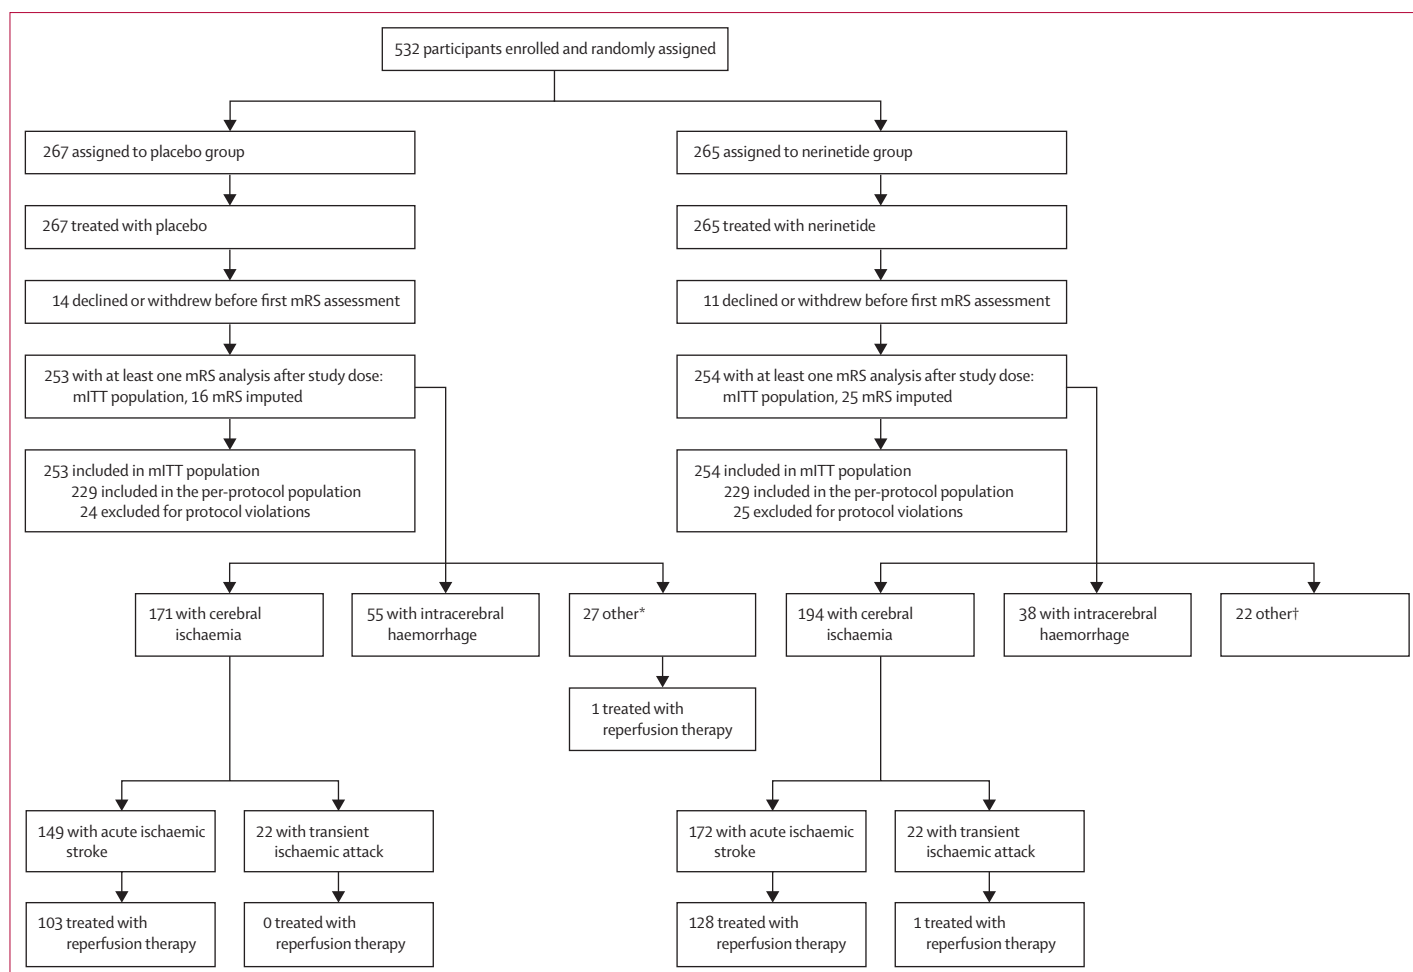 532 participants enrolled and randomly assigned
267 assigned to placebo group
265 assigned to nerinetide group
267 treated with placebo
265 treated with nerinetide
14 declined or withdrew before first mRS assessment
11 declined or withdrew before first mRS assessment
253 with at least one mRS analysis after study dose:
mITT population, 16 mRS imputed
254 with at least one mRS analysis after study dose:
mITT population, 25 mRS imputed
253 included in mITT population
229 included in the per-protocol population
24 excluded for protocol violations
254 included in mITT population
229 included in the per-protocol population
25 excluded for protocol violations
171 with cerebral
ischaemia
55 with intracerebral
haemorrhage
27 other*
194 with cerebral
ischaemia
38 with intracerebral
haemorrhage
22 other†
1 treated with
reperfusion therapy
149 with acute ischaemic
stroke
22 with transient
ischaemic attack
172 with acute ischaemic
stroke
22 with transient
ischaemic attack
103 treated with
reperfusion therapy
0 treated with
reperfusion therapy
128 treated with
reperfusion therapy
1 treated with
reperfusion therapy